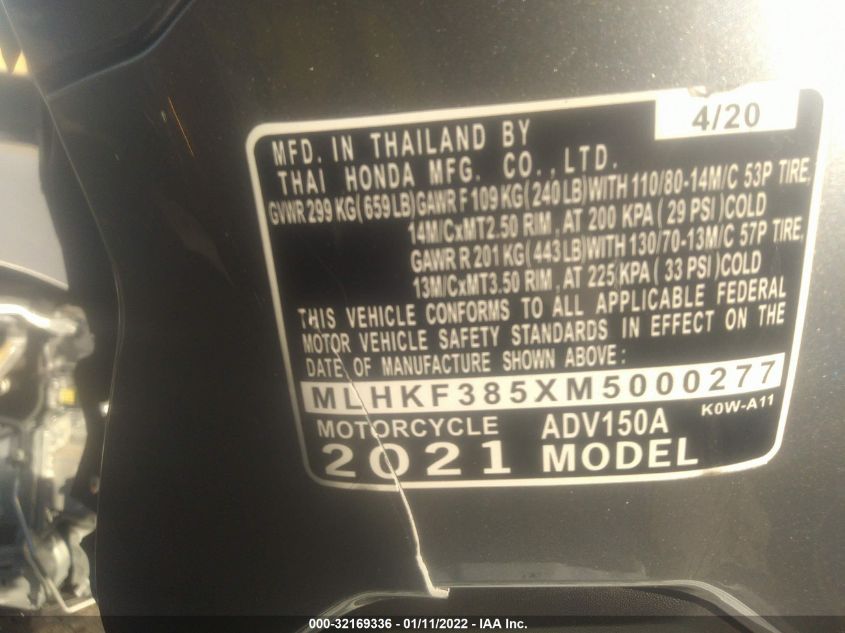 4/20
MFD. IN THAILAND BY
THAI HONDA MFG. CO., LTD.
GVWR 299 KG( 659 LB)GAWR F 109 KG( 240 LB)WITH 110/80-14M/C 53P TIRE,
14M/CxMT2.50 RIM, AT 200 KPA ( 29 PSI )COLD
GAWR R 201 KG( 443 LB)WITH 130/70-13M/C 57P TIRE,
13M/CxMT3.50 RIM, AT 225 KPA ( 33 PSI )COLD
THIS VEHICLE CONFORMS TO ALL APPLICABLE FEDERAL
MOTOR VEHICLE SAFETY STANDARDS IN EFFECT ON THE
DATE OF MANUFACTURE SHOWN ABOVE:
MLHKF385XM5000277
K0W-A11
MOTORCYCLE ADV150A
2021 MODEL
000-32169336 - 01/11/2022 - IAA Inc.